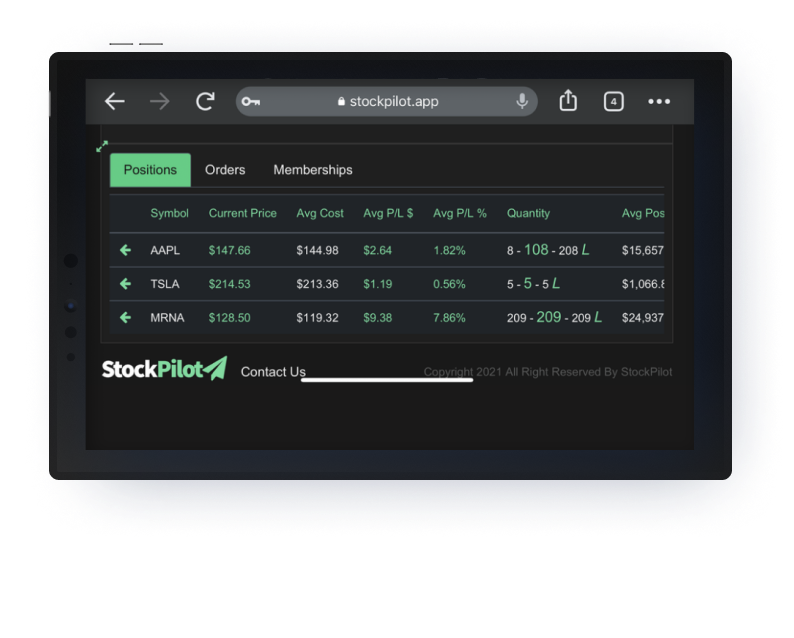 stockpilot.app 4
Positions Orders Memberships
Symbol Current Price Avg Cost Avg P/L $ Avg P/L % Quantity Avg Pos
AAPL $147.66 $144.98 $2.64 1.82% 8 - 108 - 208 L $15,657
TSLA $214.53 $213.36 $1.19 0.56% 5 - 5 - 5 L $1,066.8
MRNA $128.50 $119.32 $9.38 7.86% 209 - 209 - 209 L $24,937
StockPilot Contact Us Copyright 2021 All Right Reserved By StockPilot